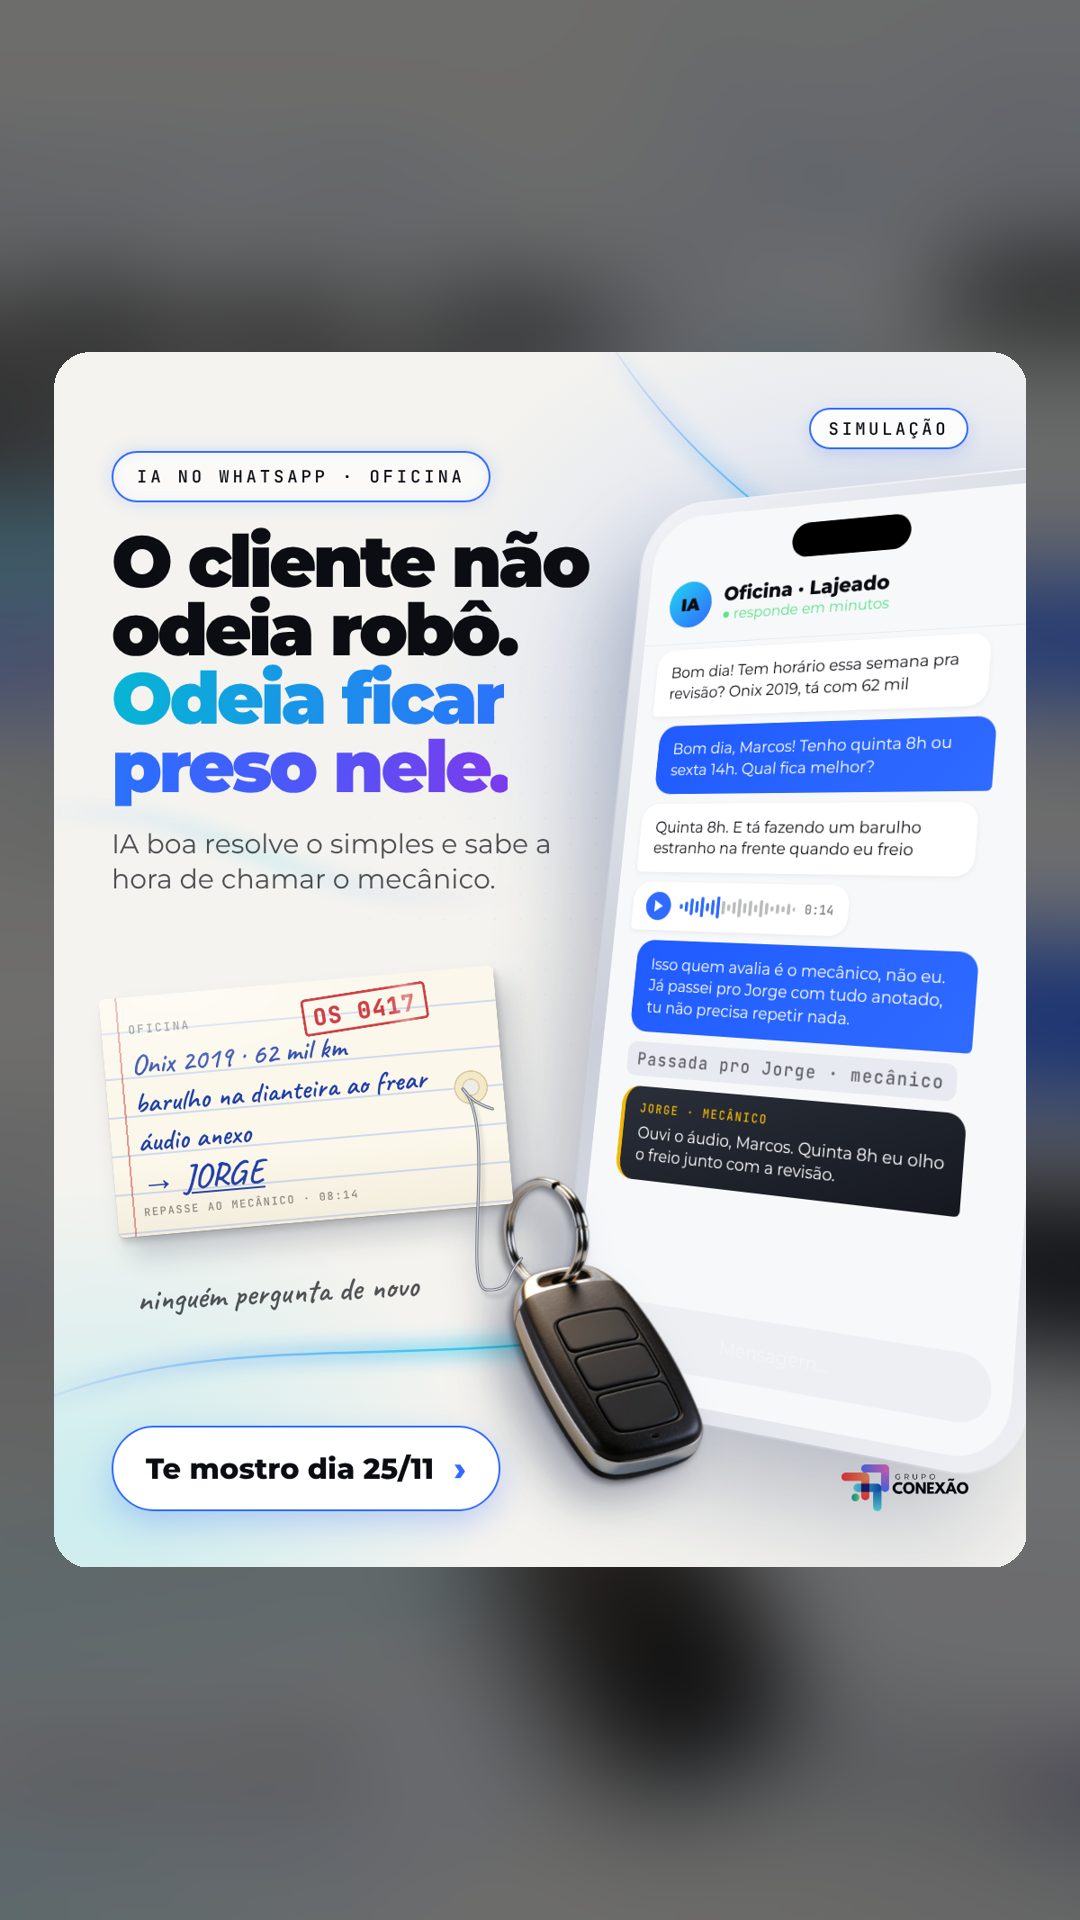 SIMULAÇÃO
IA NO WHATSAPP · OFICINA
O cliente não
odeia robô.
Odeia ficar
preso nele.
IA boa resolve o simples e sabe a
hora de chamar o mecânico.
OFICINA
OS 0417
Onix 2019 · 62 mil km
barulho na dianteira ao frear
áudio anexo
→ JORGE
REPASSE AO MECÂNICO · 08:14
ninguém pergunta de novo
Te mostro dia 25/11 ›
IA
Oficina · Lajeado
responde em minutos
Bom dia! Tem horário essa semana pra
revisão? Onix 2019, tá com 62 mil
Bom dia, Marcos! Tenho quinta 8h ou
sexta 14h. Qual fica melhor?
Quinta 8h. E tá fazendo um barulho
estranho na frente quando eu freio
0:14
Isso quem avalia é o mecânico, não eu.
Já passei pro Jorge com tudo anotado,
tu não precisa repetir nada.
Passada pro Jorge · mecânico
JORGE · MECÂNICO
Ouvi o áudio, Marcos. Quinta 8h eu olho
o freio junto com a revisão.
Mensagem...
GRUPO
CONEXÃO